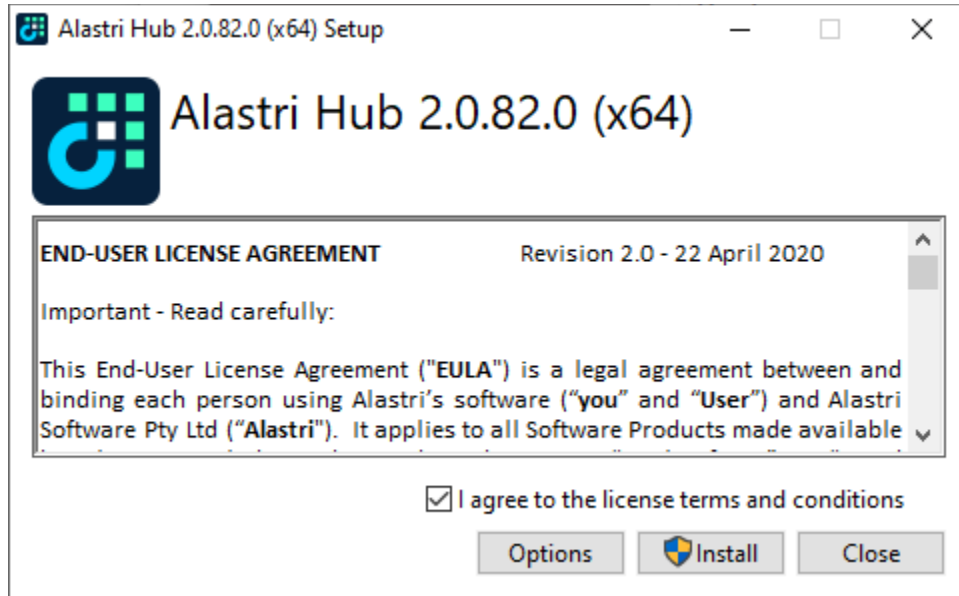 Alastri Hub 2.0.82.0 (x64) Setup
Alastri Hub 2.0.82.0 (x64)
END-USER LICENSE AGREEMENT Revision 2.0 - 22 April 2020
Important - Read carefully:
This End-User License Agreement ("EULA") is a legal agreement between and
binding each person using Alastri’s software (“you” and “User”) and Alastri
Software Pty Ltd (“Alastri"). It applies to all Software Products made available
I agree to the license terms and conditions
Options Install Close